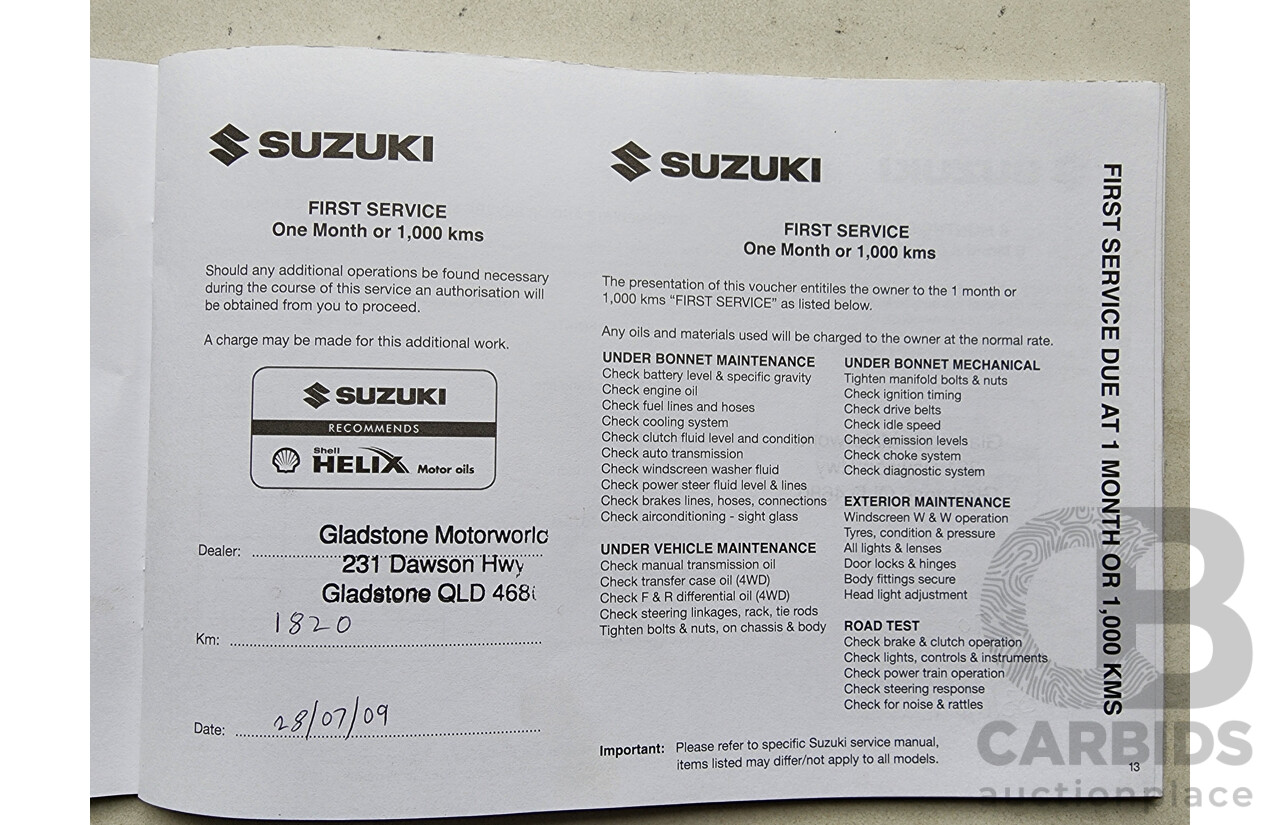 SUZUKI
FIRST SERVICE
One Month or 1,000 kms
Should any additional operations be found necessary
during the course of this service an authorisation will
be obtained from you to proceed.
A charge may be made for this additional work.
SUZUKI
RECOMMENDS
Shell
HELIX Motor oils
Dealer: Gladstone Motorworld
231 Dawson Hwy
Gladstone QLD 468
Km: 1820
Date: 28/07/09
SUZUKI
FIRST SERVICE
One Month or 1,000 kms
The presentation of this voucher entitiles the owner to the 1 month or
1,000 kms “FIRST SERVICE” as listed below.
Any oils and materials used will be charged to the owner at the normal rate.
UNDER BONNET MAINTENANCE
Check battery level & specific gravity
Check engine oil
Check fuel lines and hoses
Check cooling system
Check clutch fluid level and condition
Check auto transmission
Check windscreen washer fluid
Check power steer fluid level & lines
Check brakes lines, hoses, connections
Check airconditioning - sight glass
UNDER VEHICLE MAINTENANCE
Check manual transmission oil
Check transfer case oil (4WD)
Check F & R differential oil (4WD)
Check steering linkages, rack, tie rods
Tighten bolts & nuts, on chassis & body
UNDER BONNET MECHANICAL
Tighten manifold bolts & nuts
Check ignition timing
Check drive belts
Check idle speed
Check emission levels
Check choke system
Check diagnostic system
EXTERIOR MAINTENANCE
Windscreen W & W operation
Tyres, condition & pressure
All lights & lenses
Door locks & hinges
Body fittings secure
Head light adjustment
ROAD TEST
Check brake & clutch operation
Check lights, controls & instruments
Check power train operation
Check steering response
Check for noise & rattles
Important: Please refer to specific Suzuki service manual,
items listed may differ/not apply to all models.
13
FIRST SERVICE DUE AT 1 MONTH OR 1,000 KMS
CB
CARBIDS
auctionplace